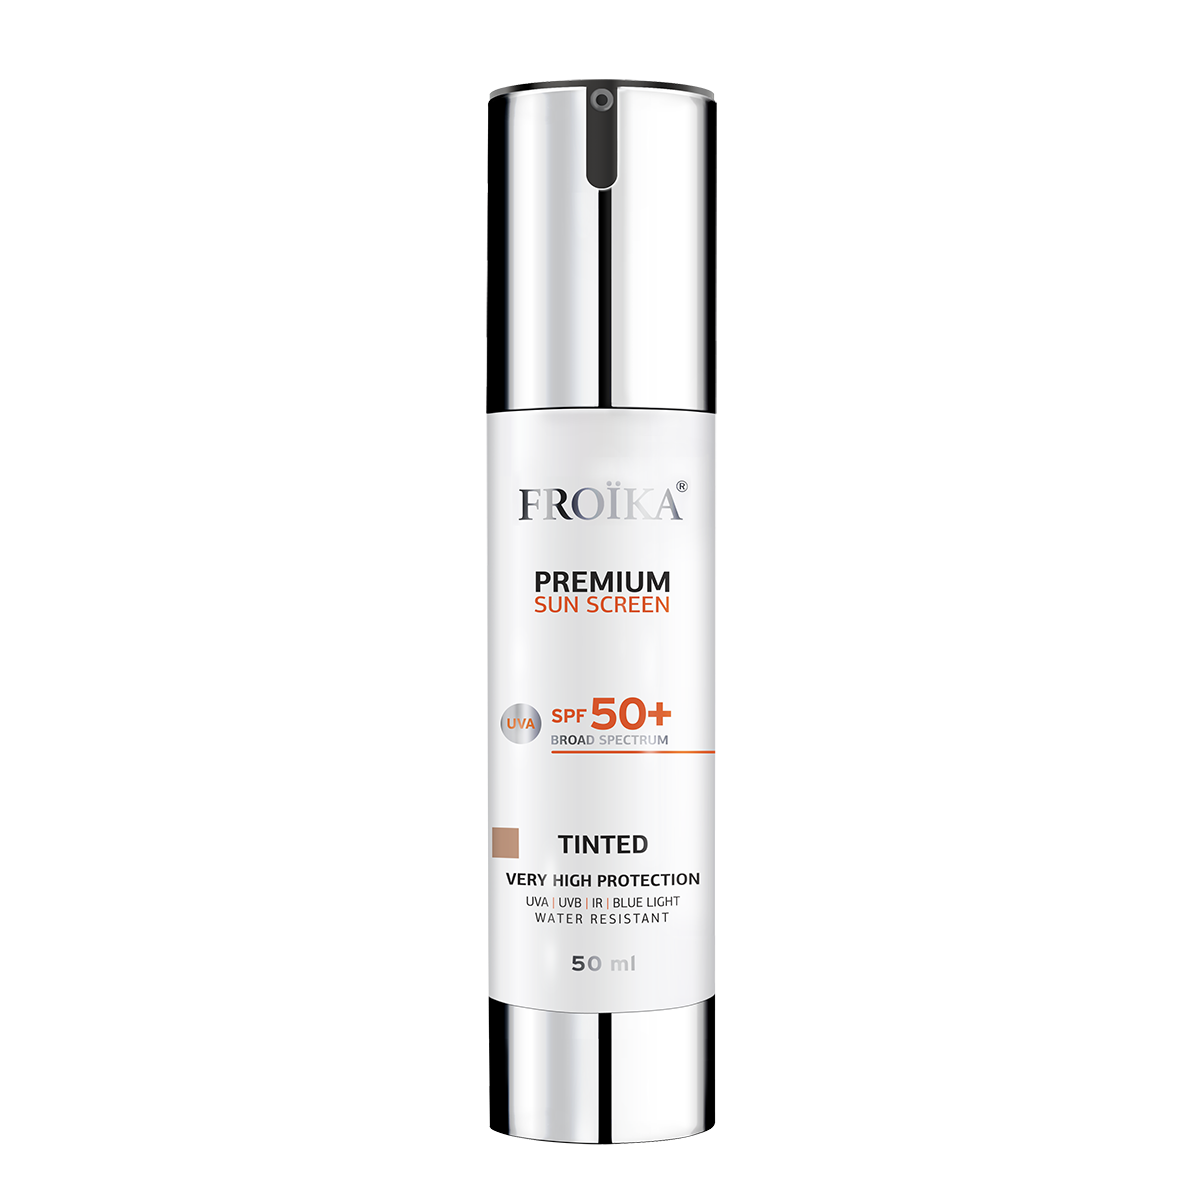 FROÏKA®
PREMIUM
SUN SCREEN
UVA
SPF 50+
BROAD SPECTRUM
TINTED
VERY HIGH PROTECTION
UVA | UVB | IR | BLUE LIGHT
WATER RESISTANT
50 ml